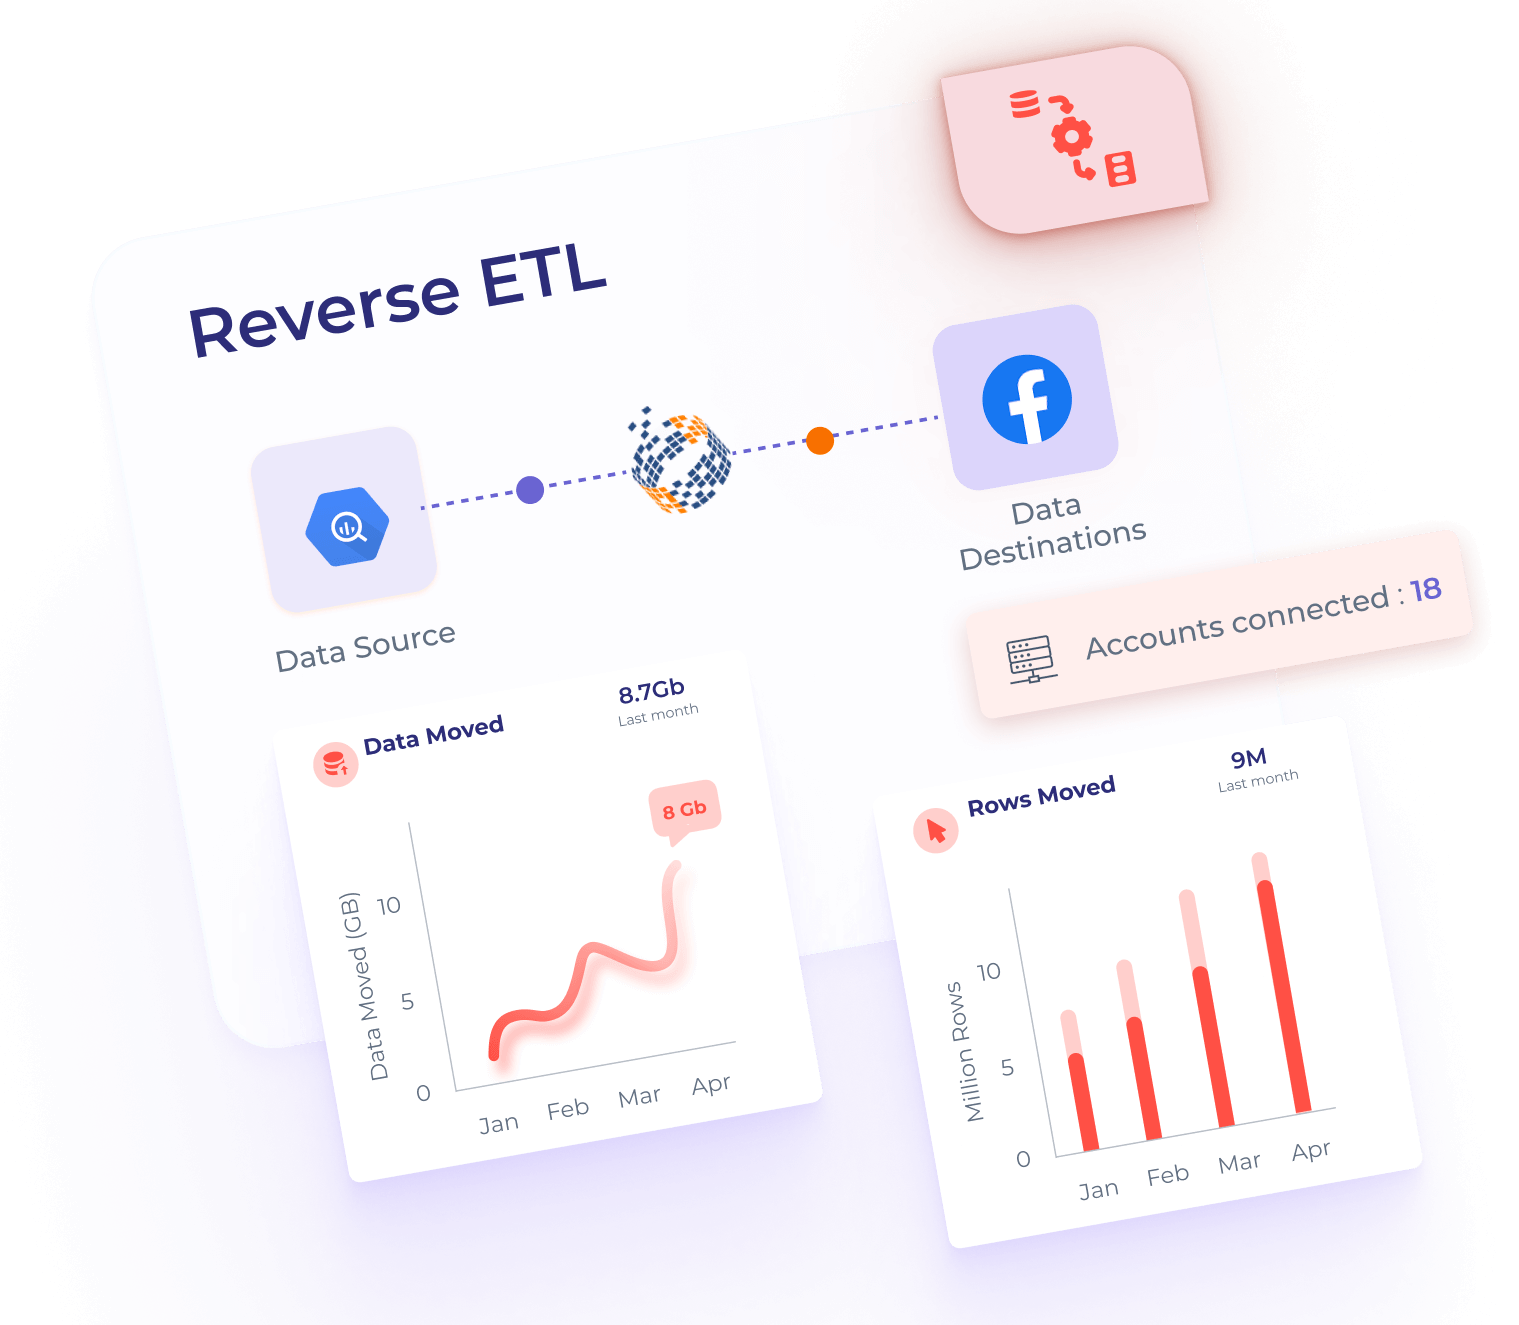 Reverse ETL
Data Source
Data
Destinations
Accounts connected : 18
Data Moved
8.7Gb
Last month
8 Gb
Data Moved (GB)
10
5
0
Jan Feb Mar Apr
Rows Moved
9M
Last month
Million Rows
10
5
0
Jan Feb Mar Apr